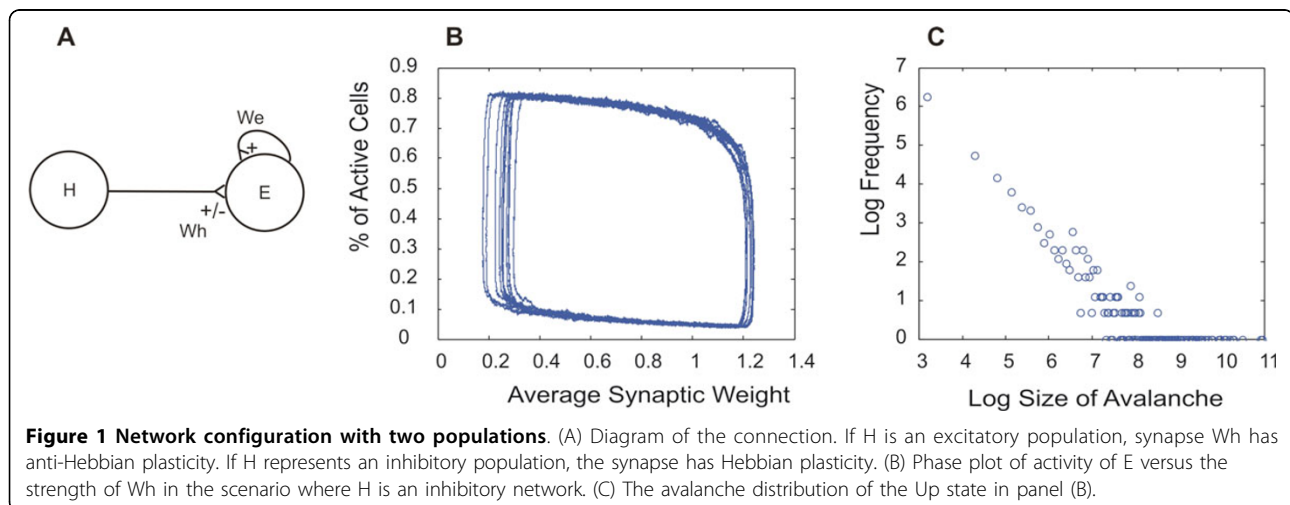 A
We
+
H
E
+/-
Wh
B
% of Active Cells
0.9
0.8
0.7
0.6
0.5
0.4
0.3
0.2
0.1
0
0 0.2 0.4 0.6 0.8 1 1.2 1.4
Average Synaptic Weight
C
Log Frequency
7
6
5
4
3
2
1
0
3 4 5 6 7 8 9 10 11
Log Size of Avalanche
Figure 1 Network configuration with two populations. (A) Diagram of the connection. If H is an excitatory population, synapse Wh has
anti-Hebbian plasticity. If H represents an inhibitory population, the synapse has Hebbian plasticity. (B) Phase plot of activity of E versus the
strength of Wh in the scenario where H is an inhibitory network. (C) The avalanche distribution of the Up state in panel (B).